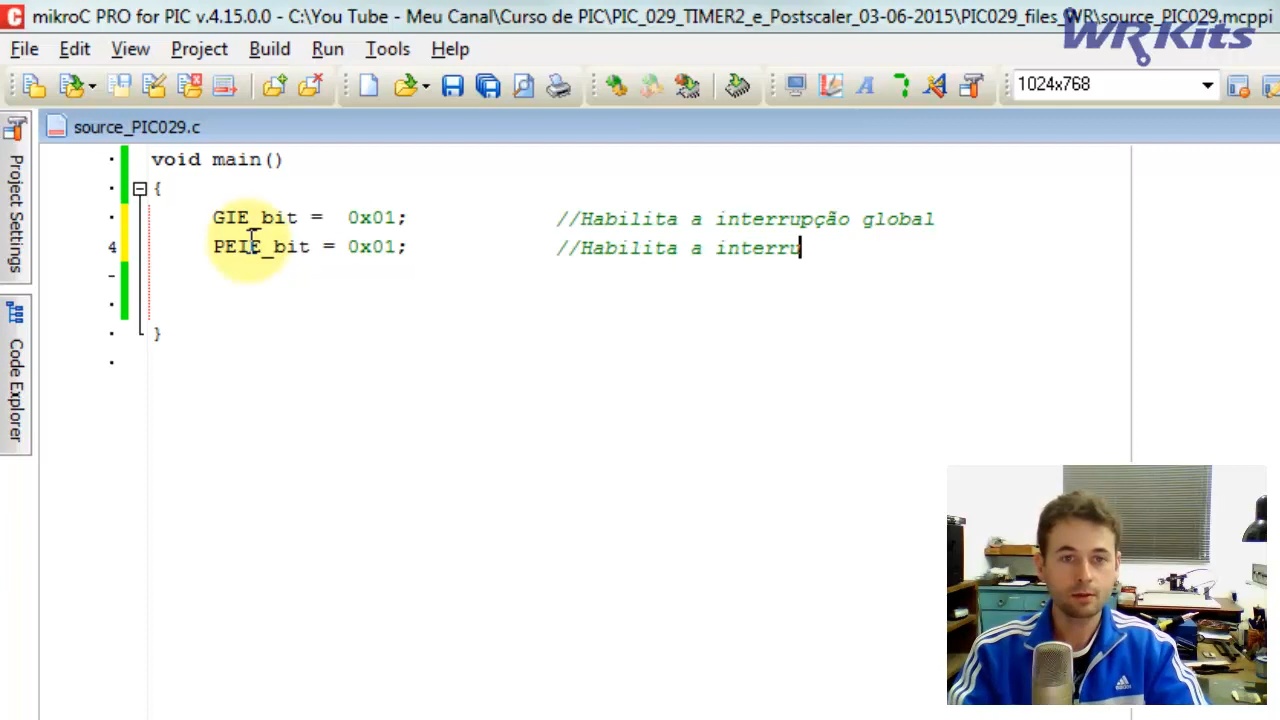 mikroC PRO for PIC v.4.15.0.0 - C:\You Tube - Meu Canal\Curso de PIC\PIC_029_TIMER2_e_Postscaler_03-06-2015\PIC029_files_WR\source_PIC029.mcppi
WR Kits
File Edit View Project Build Run Tools Help
1024x768
source_PIC029.c
Project Settings
Code Explorer
void main()
{
GIE_bit = 0x01; //Habilita a interrupção global
4 PEIE_bit = 0x01; //Habilita a interru
}